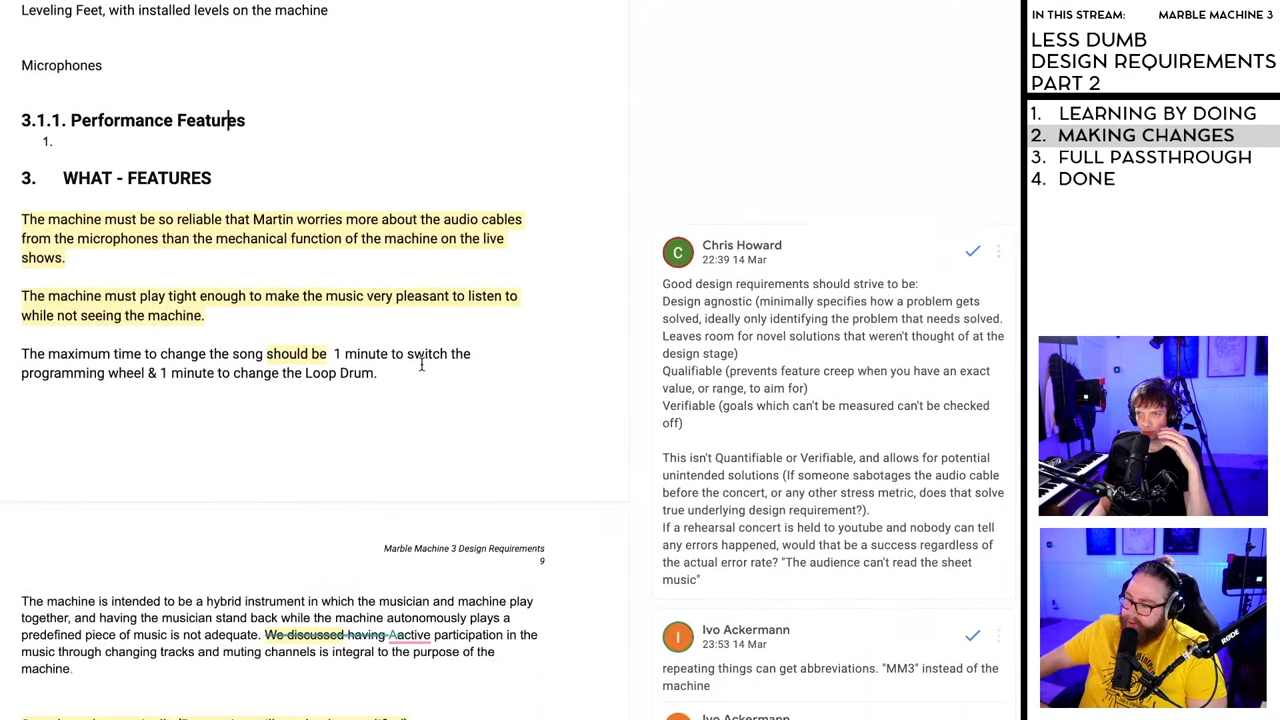 Leveling Feet, with installed levels on the machine
Microphones
3.1.1. Performance Features
1.
3. WHAT - FEATURES
The machine must be so reliable that Martin worries more about the audio cables
from the microphones than the mechanical function of the machine on the live
shows.
The machine must play tight enough to make the music very pleasant to listen to
while not seeing the machine.
The maximum time to change the song should be 1 minute to switch the
programming wheel & 1 minute to change the Loop Drum.
Marble Machine 3 Design Requirements
9
The machine is intended to be a hybrid instrument in which the musician and machine play
together, and having the musician stand back while the machine autonomously plays a
predefined piece of music is not adequate. We discussed having Aactive participation in the
music through changing tracks and muting channels is integral to the purpose of the
machine.
C
Chris Howard
22:39 14 Mar
Good design requirements should strive to be:
Design agnostic (minimally specifies how a problem gets
solved, ideally only identifying the problem that needs solved.
Leaves room for novel solutions that weren't thought of at the
design stage)
Qualifiable (prevents feature creep when you have an exact
value, or range, to aim for)
Verifiable (goals which can't be measured can't be checked
off)
This isn't Quantifiable or Verifiable, and allows for potential
unintended solutions (If someone sabotages the audio cable
before the concert, or any other stress metric, does that solve
true underlying design requirement?).
If a rehearsal concert is held to youtube and nobody can tell
any errors happened, would that be a success regardless of
the actual error rate? "The audience can't read the sheet
music"
I
Ivo Ackermann
23:53 14 Mar
repeating things can get abbreviations. "MM3" instead of the
machine
Ivo Ackermann
IN THIS STREAM: MARBLE MACHINE 3
LESS DUMB
DESIGN REQUIREMENTS
PART 2
1. LEARNING BY DOING
2. MAKING CHANGES
3. FULL PASSTHROUGH
4. DONE
RØDE